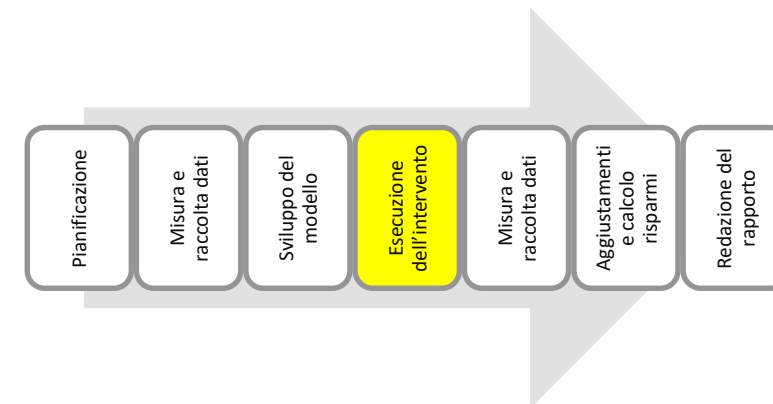 Pianificazione
Misura e
raccolta dati
Sviluppo del
modello
Esecuzione
dell'intervento
Misura e
raccolta dati
Aggiustamenti
e calcolo
risparmi
Redazione del
rapporto